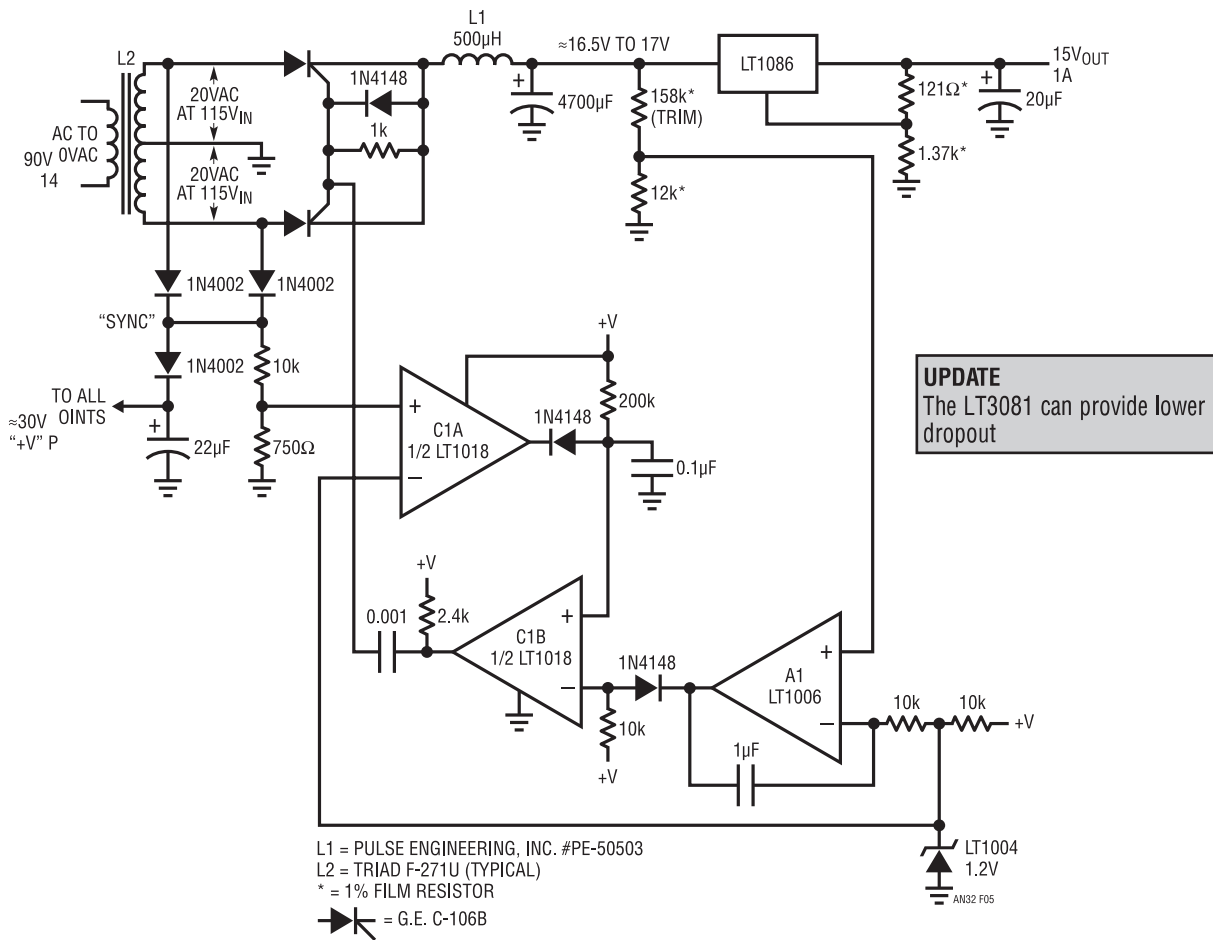 L1
500µH
≈16.5V TO 17V
L2
20VAC
AT 115VIN
20VAC
AT 115VIN
AC TO
90V 0VAC
14
1N4148
1k
+
4700µF
158k*
(TRIM)
12k*
LT1086
121Ω*
1.37k*
+
20µF
15VOUT
1A
1N4002
1N4002
"SYNC"
1N4002
10k
TO ALL
≈30V OINTS
"+V" P
+
22µF
750Ω
+V
200k
+
C1A
1/2 LT1018
−
1N4148
0.1µF
UPDATE
The LT3081 can provide lower
dropout
+V
2.4k
0.001
+
C1B
1/2 LT1018
−
1N4148
10k
+V
+
A1
LT1006
−
1µF
10k
10k
+V
LT1004
1.2V
L1 = PULSE ENGINEERING, INC. #PE-50503
L2 = TRIAD F-271U (TYPICAL)
* = 1% FILM RESISTOR
= G.E. C-106B
AN32 F05